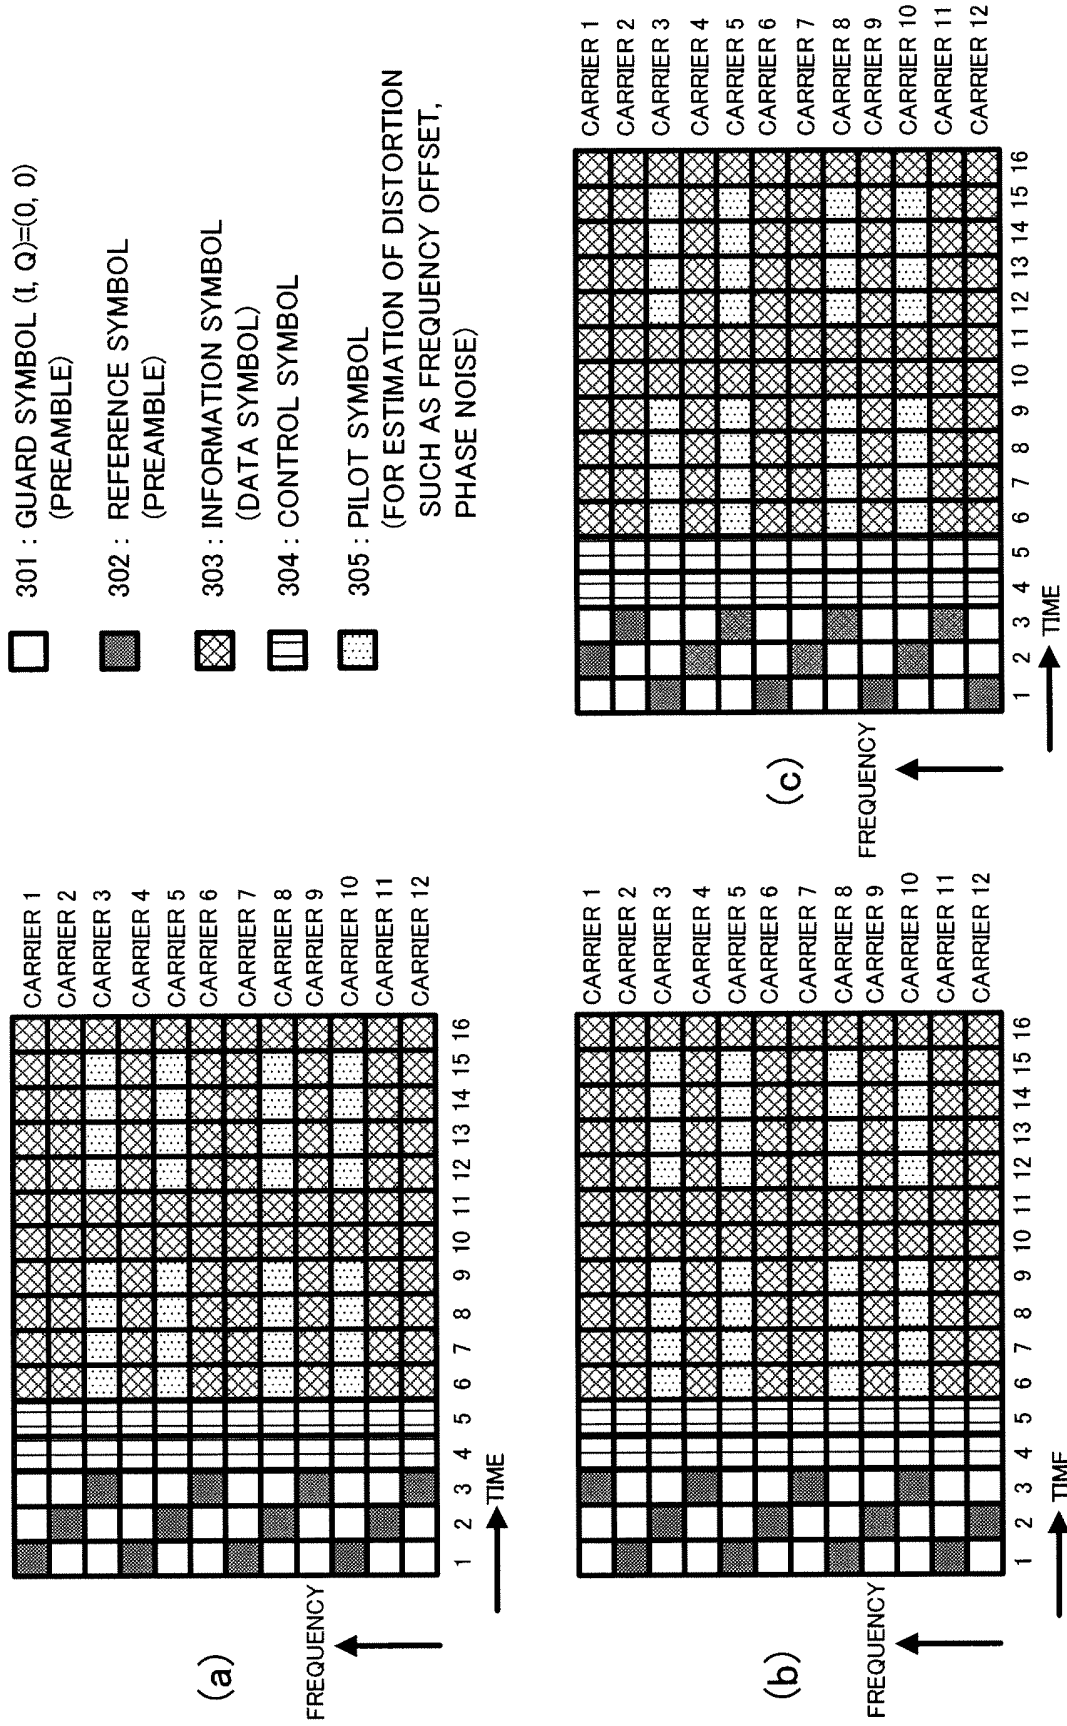 301 : GUARD SYMBOL (I, Q)=(0, 0)
(PREAMBLE)
302 : REFERENCE SYMBOL
(PREAMBLE)
303 : INFORMATION SYMBOL
(DATA SYMBOL)
304 : CONTROL SYMBOL
305 : PILOT SYMBOL
(FOR ESTIMATION OF DISTORTION
SUCH AS FREQUENCY OFFSET,
PHASE NOISE)
(a)
FREQUENCY
CARRIER 1
CARRIER 2
CARRIER 3
CARRIER 4
CARRIER 5
CARRIER 6
CARRIER 7
CARRIER 8
CARRIER 9
CARRIER 10
CARRIER 11
CARRIER 12
1 2 3 4 5 6 7 8 9 10 11 12 13 14 15 16
TIME
(b)
FREQUENCY
CARRIER 1
CARRIER 2
CARRIER 3
CARRIER 4
CARRIER 5
CARRIER 6
CARRIER 7
CARRIER 8
CARRIER 9
CARRIER 10
CARRIER 11
CARRIER 12
1 2 3 4 5 6 7 8 9 10 11 12 13 14 15 16
TIME
(c)
FREQUENCY
CARRIER 1
CARRIER 2
CARRIER 3
CARRIER 4
CARRIER 5
CARRIER 6
CARRIER 7
CARRIER 8
CARRIER 9
CARRIER 10
CARRIER 11
CARRIER 12
1 2 3 4 5 6 7 8 9 10 11 12 13 14 15 16
TIME